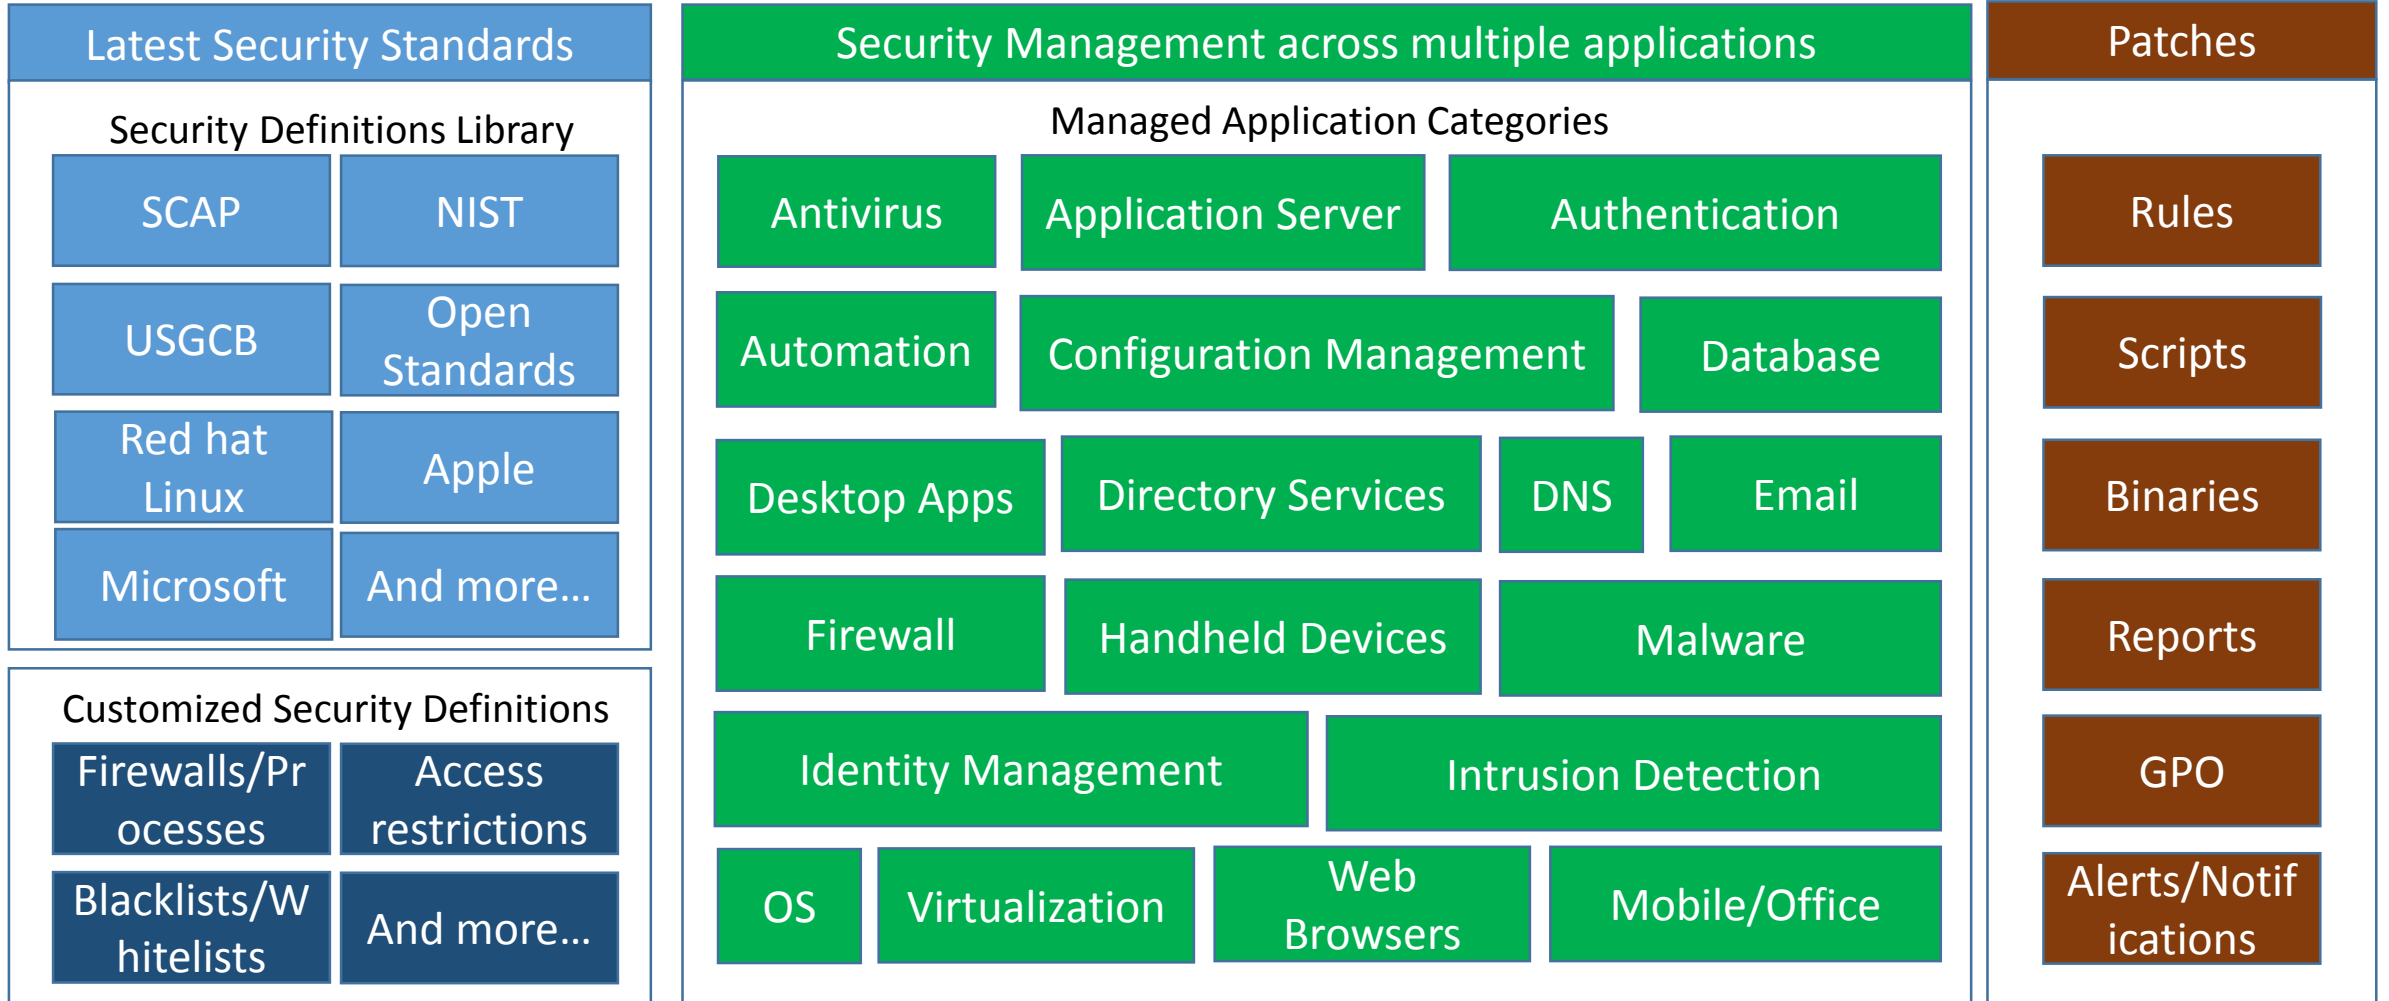 Latest Security Standards
Security Definitions Library
SCAP
NIST
USGCB
Open
Standards
Red hat
Linux
Apple
Microsoft
And more...
Customized Security Definitions
Firewalls/Pr
ocesses
Access
restrictions
Blacklists/W
hitelists
And more...
Security Management across multiple applications
Managed Application Categories
Antivirus
Application Server
Authentication
Automation
Configuration Management
Database
Desktop Apps
Directory Services
DNS
Email
Firewall
Handheld Devices
Malware
Identity Management
Intrusion Detection
OS
Virtualization
Web
Browsers
Mobile/Office
Patches
Rules
Scripts
Binaries
Reports
GPO
Alerts/Notif
ications